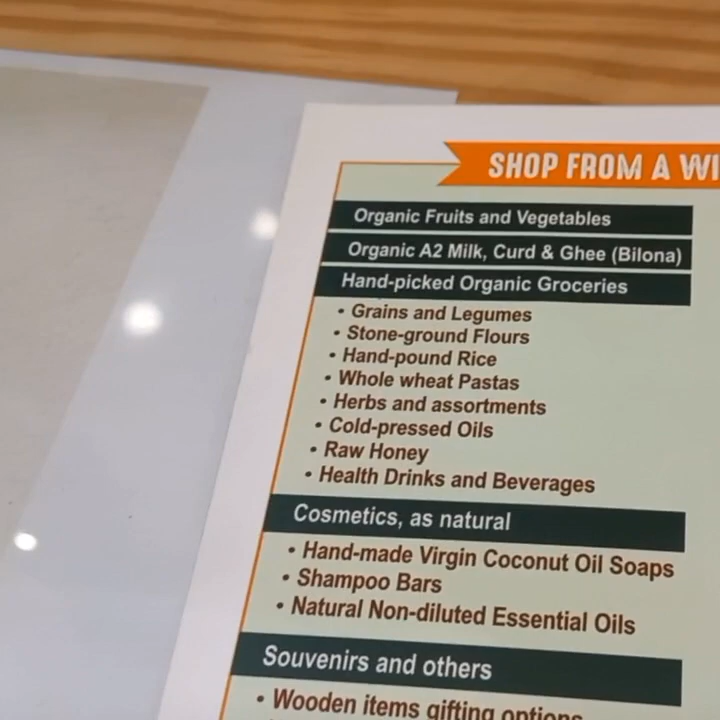 SHOP FROM A WI
Organic Fruits and Vegetables
Organic A2 Milk, Curd & Ghee (Bilona)
Hand-picked Organic Groceries
• Grains and Legumes
• Stone-ground Flours
• Hand-pound Rice
• Whole wheat Pastas
• Herbs and assortments
• Cold-pressed Oils
• Raw Honey
• Health Drinks and Beverages
Cosmetics, as natural
• Hand-made Virgin Coconut Oil Soaps
• Shampoo Bars
• Natural Non-diluted Essential Oils
Souvenirs and others
• Wooden items gifting options